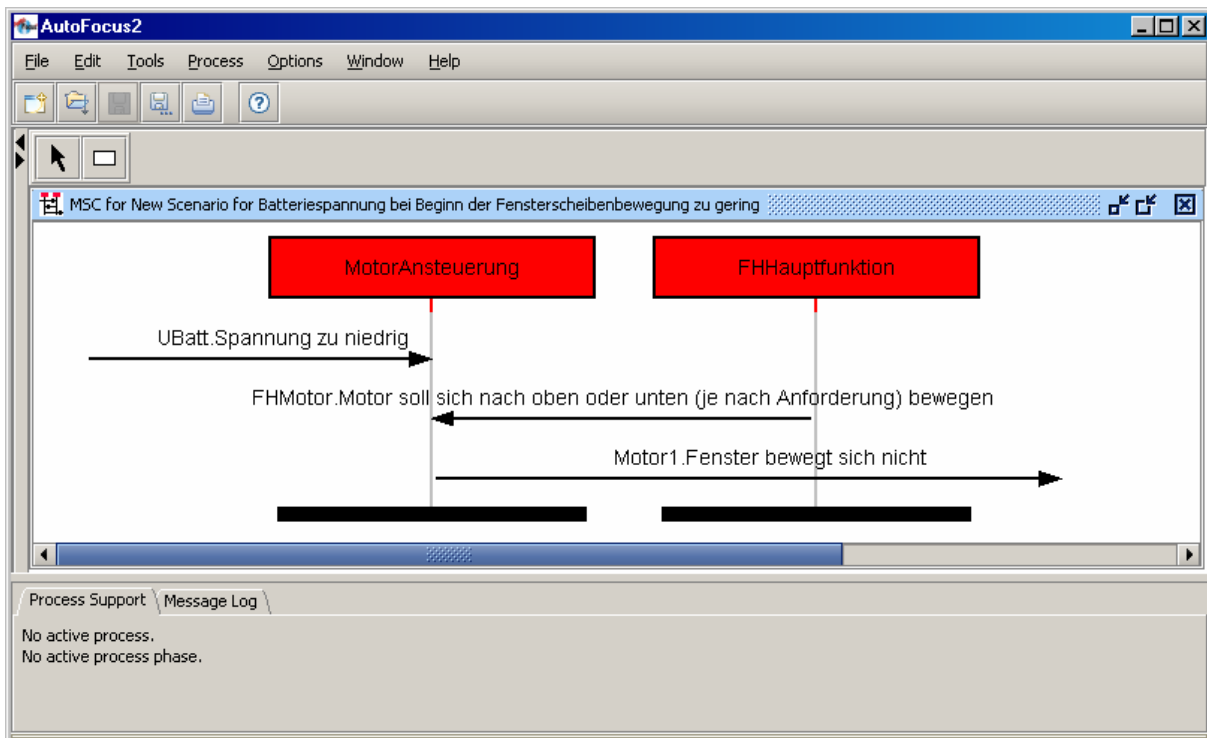 AutoFocus2
File Edit Tools Process Options Window Help
MSC for New Scenario for Batteriespannung bei Beginn der Fensterscheibenbewegung zu gering
MotorAnsteuerung FHHauptfunktion
UBatt.Spannung zu niedrig
FHMotor.Motor soll sich nach oben oder unten (je nach Anforderung) bewegen
Motor1.Fenster bewegt sich nicht
Process Support Message Log
No active process.
No active process phase.